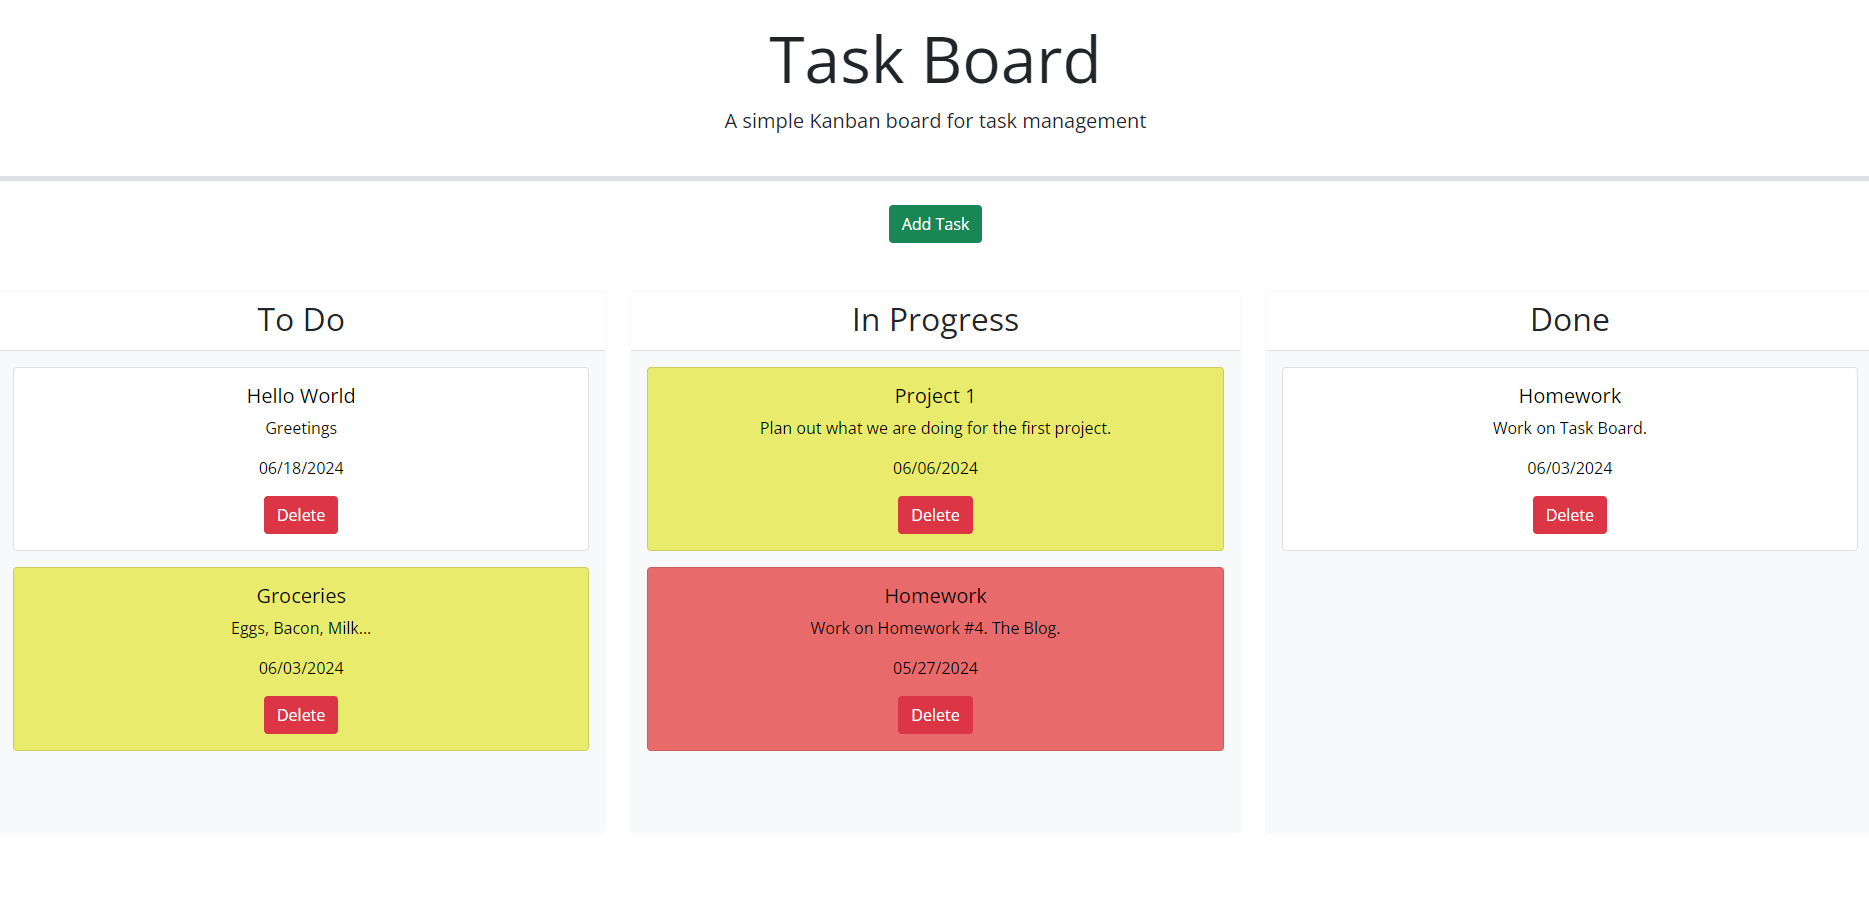 Task Board
A simple Kanban board for task management
Add Task
To Do
Hello World
Greetings
06/18/2024
Delete
Groceries
Eggs, Bacon, Milk...
06/03/2024
Delete
In Progress
Project 1
Plan out what we are doing for the first project.
06/06/2024
Delete
Homework
Work on Homework #4. The Blog.
05/27/2024
Delete
Done
Homework
Work on Task Board.
06/03/2024
Delete